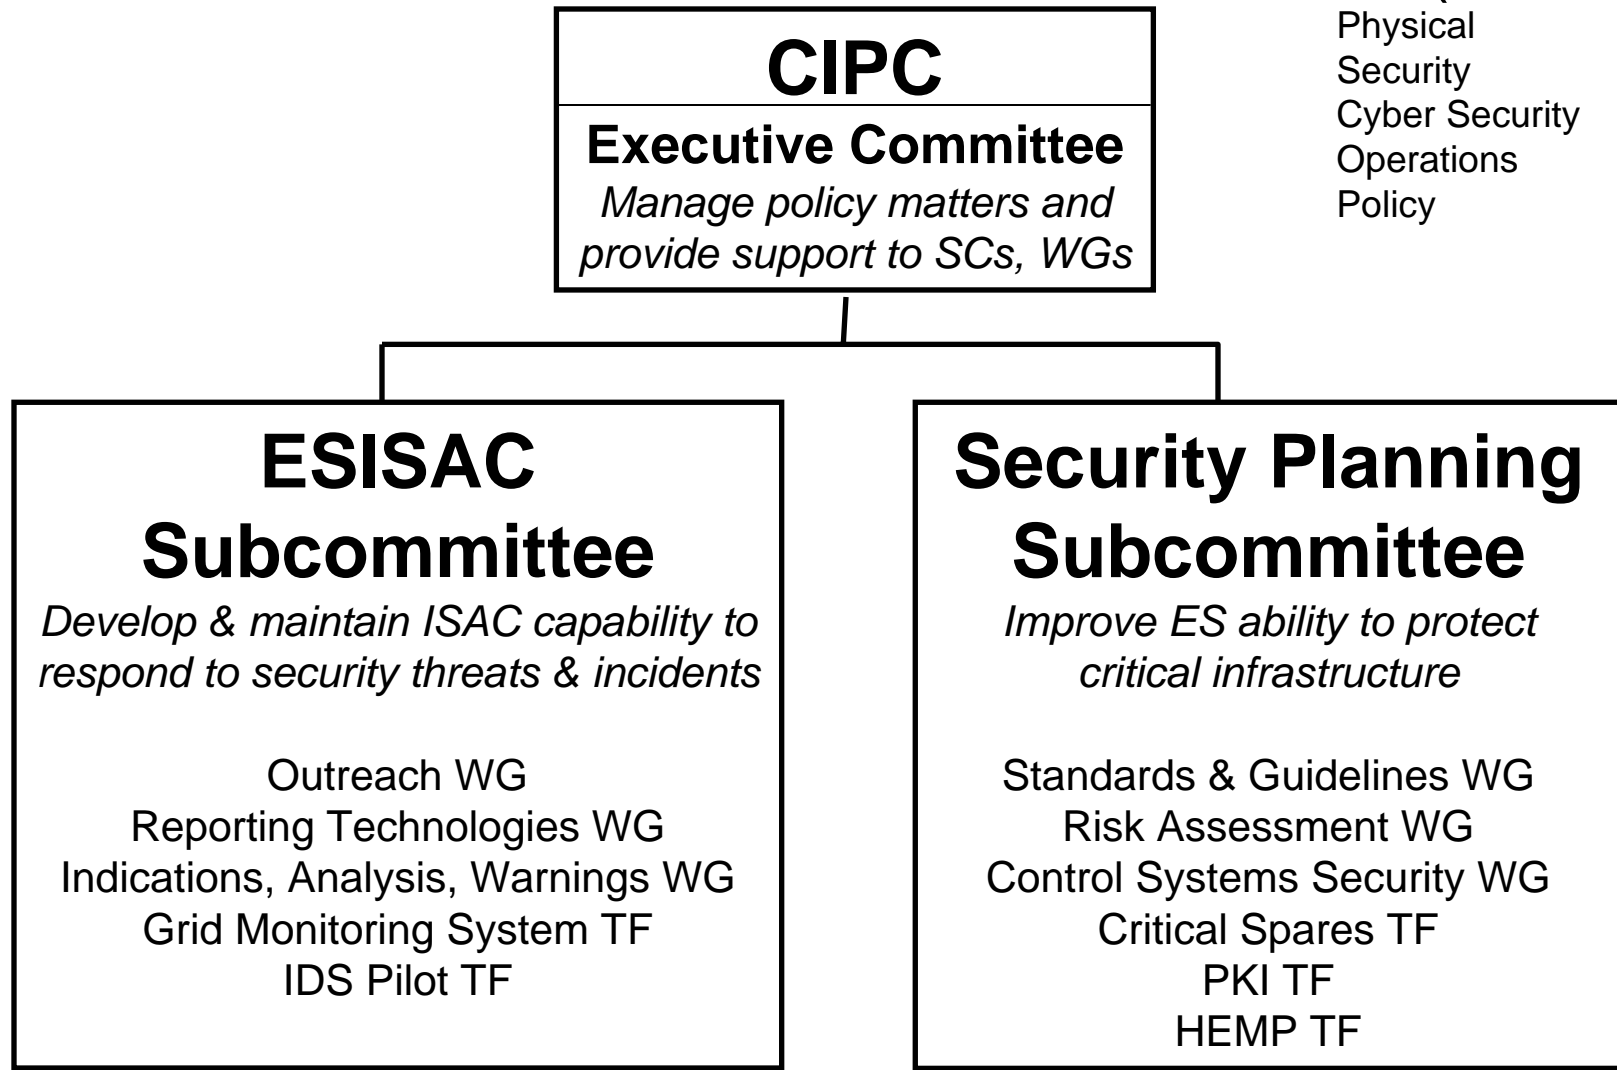 CIPC
Executive Committee
Manage policy matters and
provide support to SCs, WGs
Physical
Security
Cyber Security
Operations
Policy
ESISAC
Subcommittee
Develop & maintain ISAC capability to
respond to security threats & incidents
Outreach WG
Reporting Technologies WG
Indications, Analysis, Warnings WG
Grid Monitoring System TF
IDS Pilot TF
Security Planning
Subcommittee
Improve ES ability to protect
critical infrastructure
Standards & Guidelines WG
Risk Assessment WG
Control Systems Security WG
Critical Spares TF
PKI TF
HEMP TF